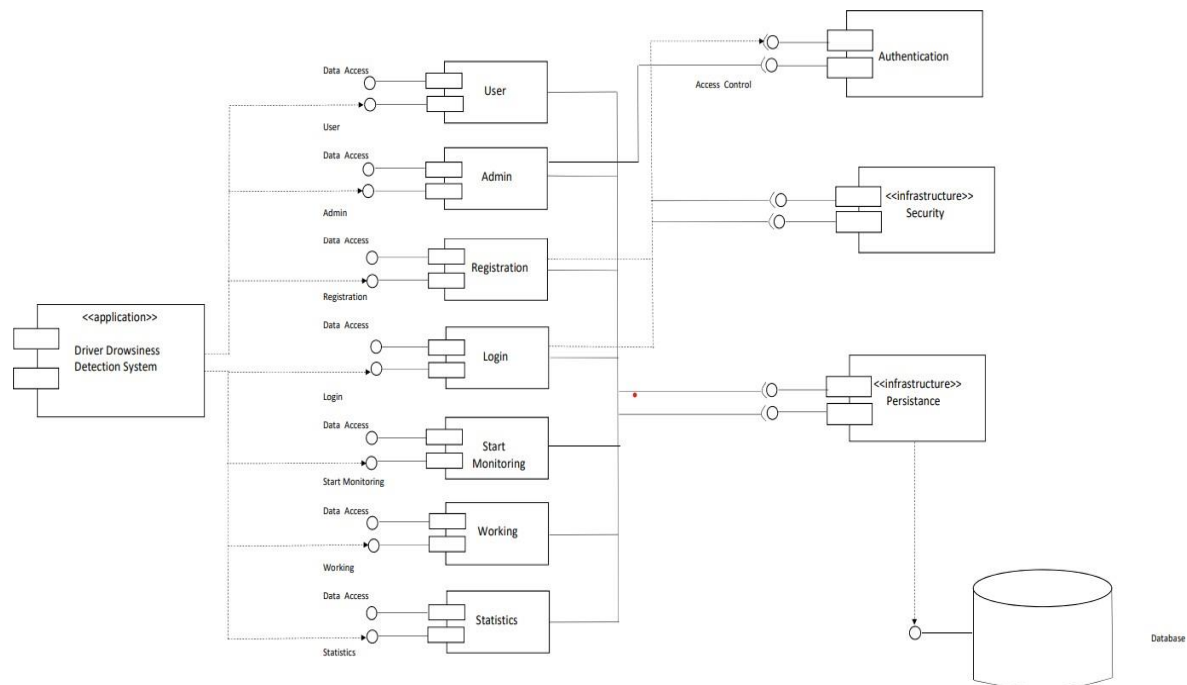 <<application>>
Driver Drowsiness
Detection System
Data Access
User
User
Data Access
Admin
Admin
Data Access
Registration
Registration
Data Access
Login
Login
Data Access
Start
Monitoring
Start Monitoring
Data Access
Working
Working
Data Access
Statistics
Statistics
Authentication
Access Control
<<infrastructure>>
Security
<<infrastructure>>
Persistance
Database